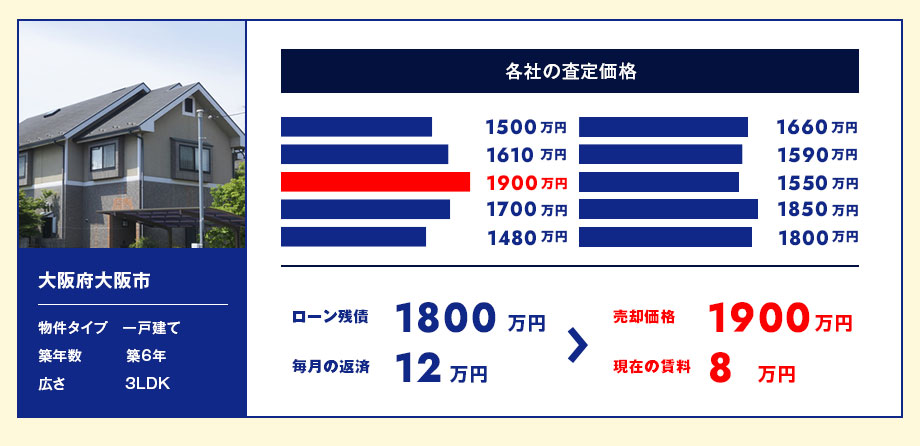 各社の査定価格
1500万円
1610万円
1900万円
1700万円
1480万円
1660万円
1590万円
1550万円
1850万円
1800万円
大阪府大阪市
物件タイプ 一戸建て
築年数 築6年
広さ 3LDK
ローン残債 1800万円
毎月の返済 12万円
売却価格 1900万円
現在の賃料 8万円